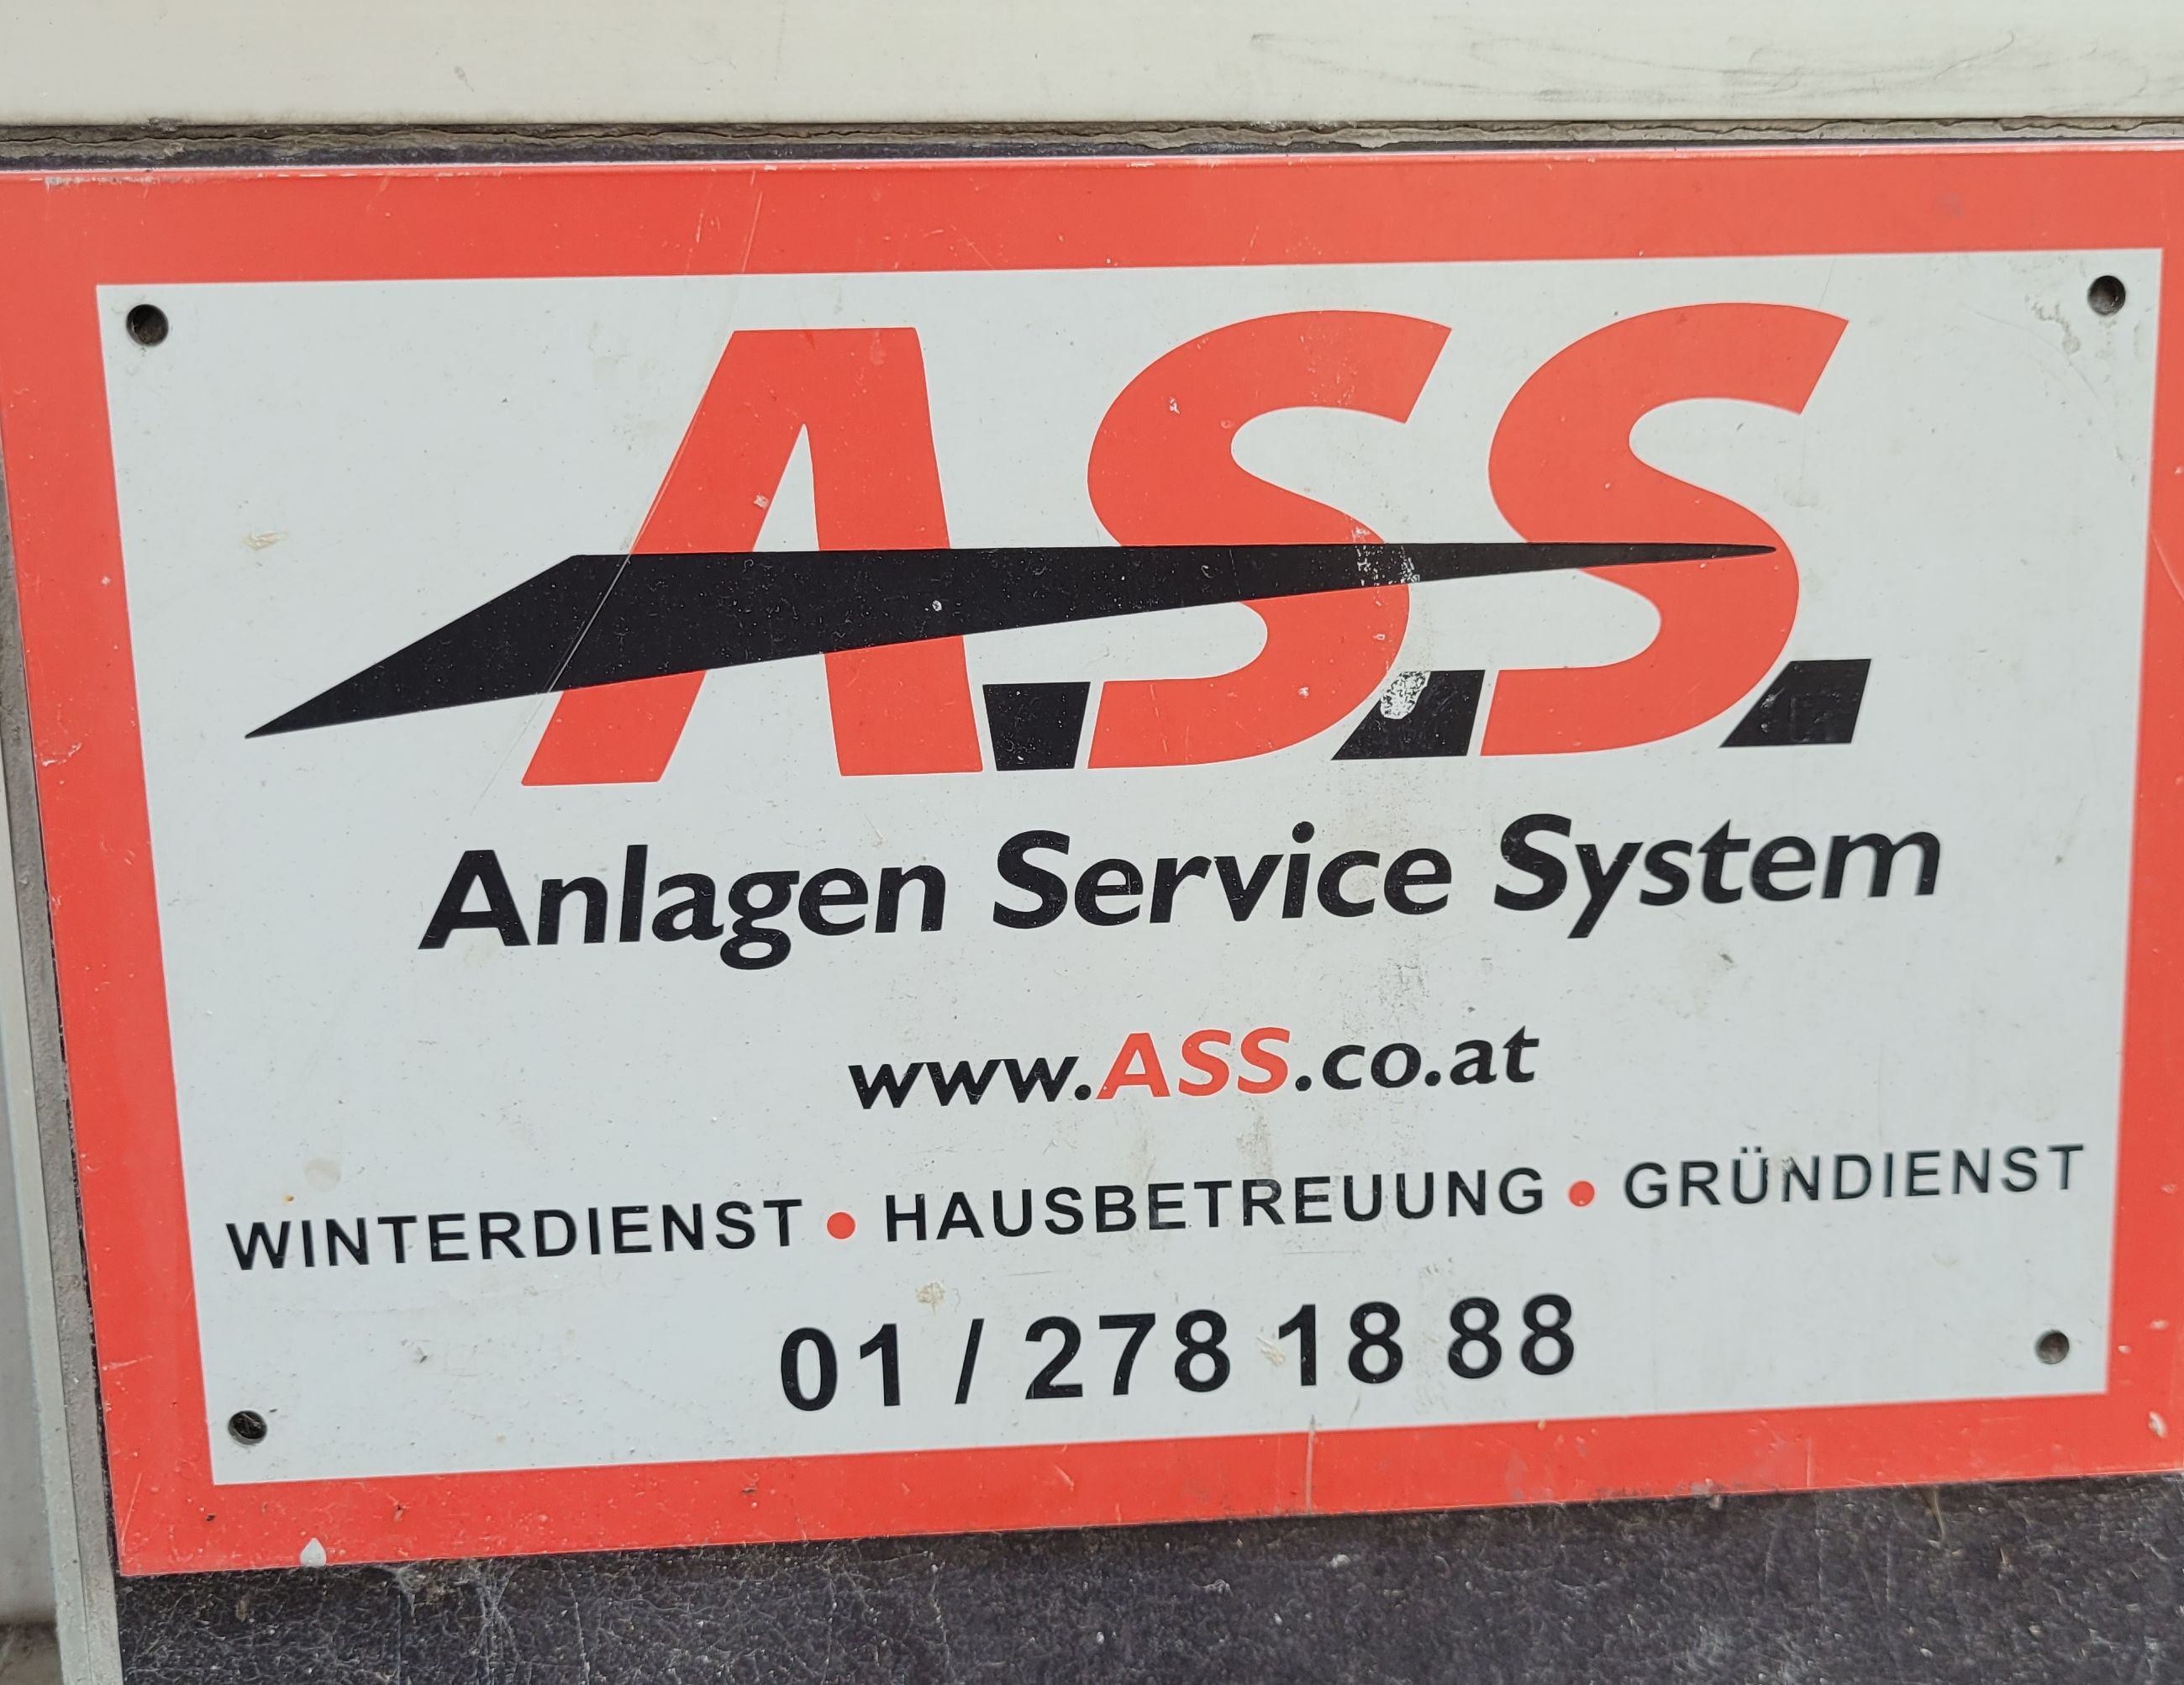 A.S.S.
Anlagen Service System
www.ASS.co.at
WINTERDIENST • HAUSBETREUUNG • GRÜNDIENST
01 / 278 18 88